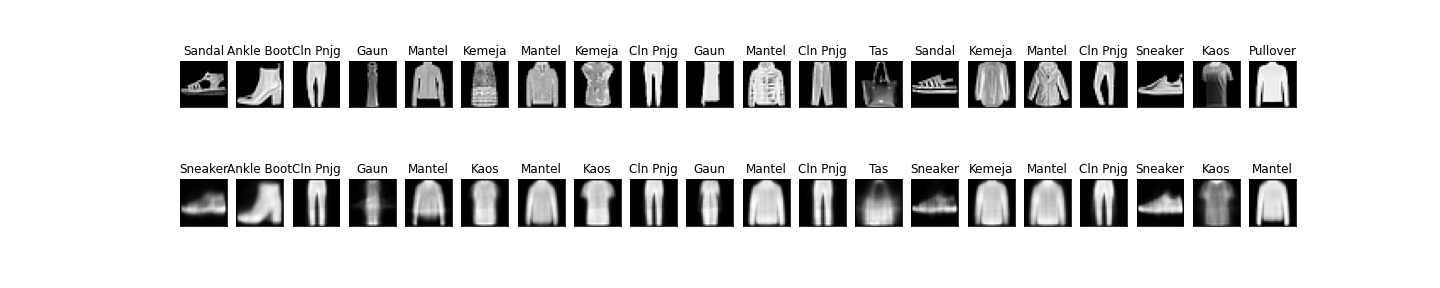 Sandal Ankle Boot Cln Pnjg Gaun Mantel Kemeja Mantel Kemeja Cln Pnjg Gaun Mantel Cln Pnjg Tas Sandal Kemeja Mantel Cln Pnjg Sneaker Kaos Pullover
Sneaker Ankle Boot Cln Pnjg Gaun Mantel Kaos Mantel Kaos Cln Pnjg Gaun Mantel Cln Pnjg Tas Sneaker Kemeja Mantel Cln Pnjg Sneaker Kaos Mantel